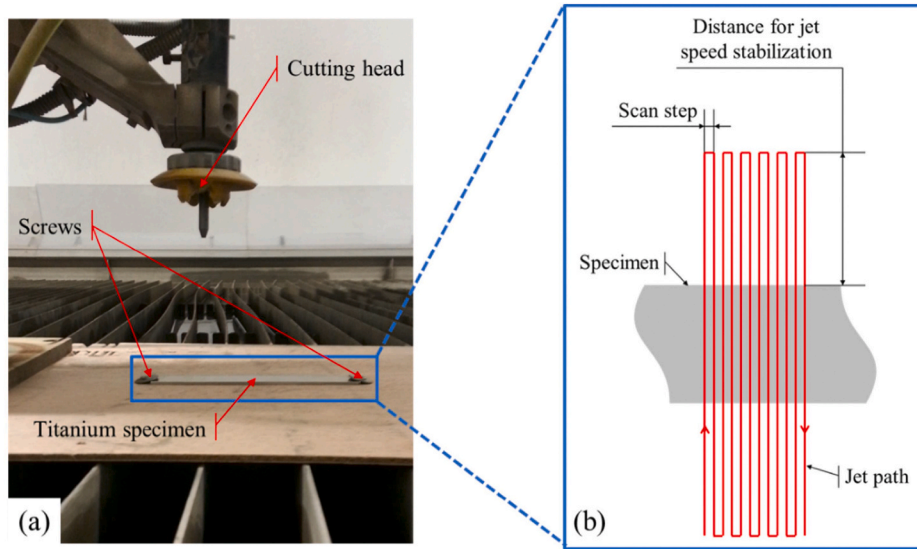 Cutting head
Screws
Titanium specimen
(a)
Distance for jet
speed stabilization
Scan step
Specimen
Jet path
(b)